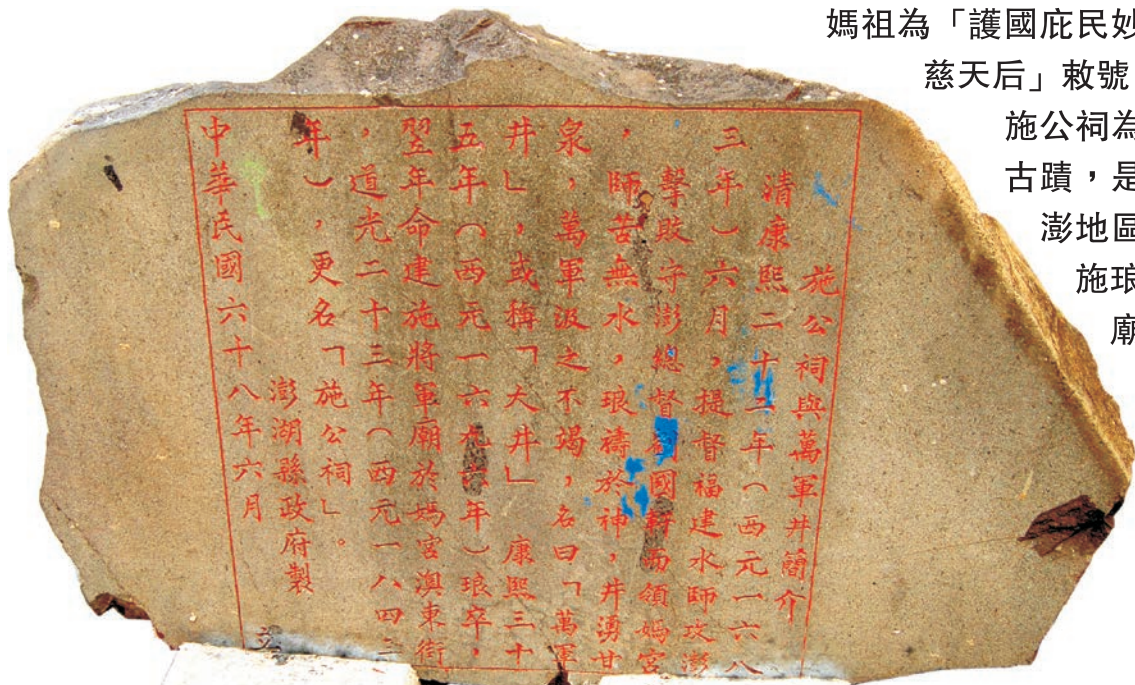 媽祖為「護國庇民妙
慈天后」敕號
施公祠為
古蹟，是
澎地區
施琅
廟
施公祠與萬軍井簡介
清康熙二十二年（西元一六八
三年）六月，提督福建水師攻澎
擊敗守澎總督劉國軒而領媽宮
，師苦無水，琅禱於神，井湧甘
泉，萬軍汲之不竭，名曰「萬軍
井」，或稱「大井」 康熙三十
五年（西元一六九六年）琅卒，
翌年命建施將軍廟於媽宮澳東街
，道光二十三年（西元一八四三
年），更名「施公祠」。
澎湖縣政府製
中華民國六十八年六月 立